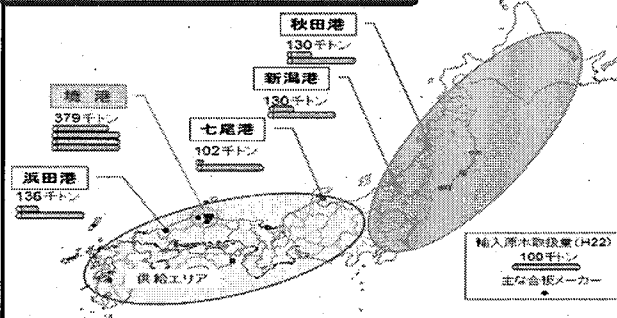 秋田港
130千トン
新潟港
130千トン
境港
379千トン
七尾港
102千トン
浜田港
136千トン
供給エリア
輸入原木取扱量(H22)
100千トン
主な合板メーカー